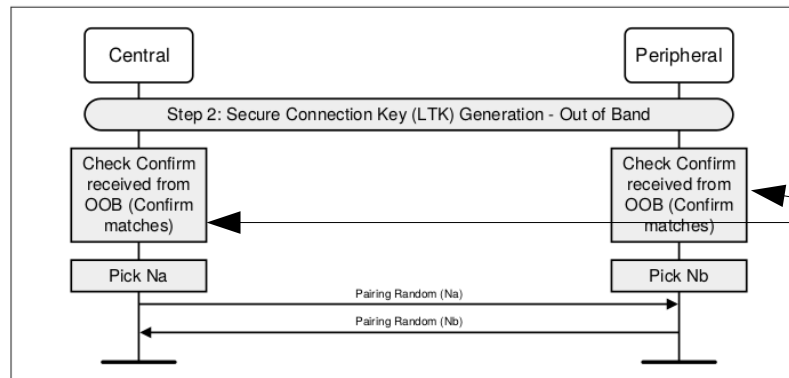 Central
Peripheral
Step 2: Secure Connection Key (LTK) Generation - Out of Band
Check Confirm
received from
OOB (Confirm
matches)
Check Confirm
received from
OOB (Confirm
matches)
Pick Na
Pick Nb
Pairing Random (Na)
Pairing Random (Nb)